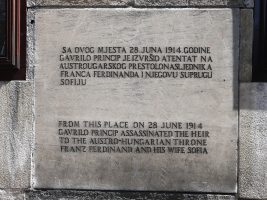 SA OVOG MJESTA 28. JUNA 1914. GODINE
GAVRILO PRINCIP JE IZVRŠIO ATENTAT NA
AUSTROUGARSKOG PRESTOLONASLJEDNIKA
FRANCA FERDINANDA I NJEGOVU SUPRUGU
SOFIJU
FROM THIS PLACE ON 28 JUNE 1914
GAVRILO PRINCIP ASSASSINATED THE HEIR
TO THE AUSTRO-HUNGARIAN THRONE
FRANZ FERDINAND AND HIS WIFE SOFIA